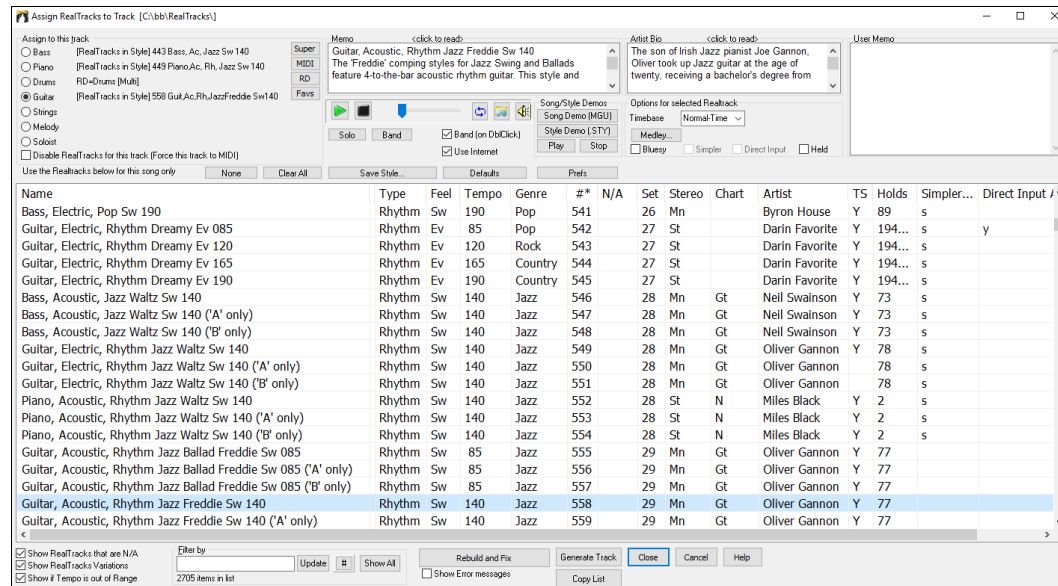 Assign RealTracks to Track [C:\bb\RealTracks\]
Assign to this track
Bass [RealTracks in Style] 443 Bass, Ac, Jazz Sw 140
Piano [RealTracks in Style] 449 Piano,Ac, Rh, Jazz Sw 140
Drums RD=Drums [Multi]
Guitar [RealTracks in Style] 558 Guit,Ac,Rh,JazzFreddie Sw140
Strings
Melody
Soloist
Disable RealTracks for this track (Force this track to MIDI)
Super
MIDI
RD
Favs
Memo <click to read>
Guitar, Acoustic, Rhythm Jazz Freddie Sw 140
The 'Freddie' comping styles for Jazz Swing and Ballads
feature 4-to-the-bar acoustic rhythm guitar. This style and
Artist Bio <click to read>
The son of Irish Jazz pianist Joe Gannon,
Oliver took up Jazz guitar at the age of
twenty, receiving a bachelor's degree from
User Memo
Solo Band
Band (on DblClick)
Use Internet
Song/Style Demos
Song Demo (MGU)
Style Demo (.STY)
Play Stop
Options for selected Realtrack
Timebase Normal-Time
Medley...
Bluesy Simpler Direct Input Held
Use the Realtracks below for this song only None Clear All Save Style... Defaults Prefs
Name Type Feel Tempo Genre #* N/A Set Stereo Chart Artist TS Holds Simpler... Direct Input
Bass, Electric, Pop Sw 190 Rhythm Sw 190 Pop 541 26 Mn Byron House Y 89 s
Guitar, Electric, Rhythm Dreamy Ev 085 Rhythm Ev 85 Pop 542 27 St Darin Favorite Y 194... s y
Guitar, Electric, Rhythm Dreamy Ev 120 Rhythm Ev 120 Rock 543 27 St Darin Favorite Y 194... s
Guitar, Electric, Rhythm Dreamy Ev 165 Rhythm Ev 165 Country 544 27 St Darin Favorite Y 194... s
Guitar, Electric, Rhythm Dreamy Ev 190 Rhythm Ev 190 Country 545 27 St Darin Favorite Y 194... s
Bass, Acoustic, Jazz Waltz Sw 140 Rhythm Sw 140 Jazz 546 28 Mn Gt Neil Swainson Y 73 s
Bass, Acoustic, Jazz Waltz Sw 140 ('A' only) Rhythm Sw 140 Jazz 547 28 Mn Gt Neil Swainson Y 73 s
Bass, Acoustic, Jazz Waltz Sw 140 ('B' only) Rhythm Sw 140 Jazz 548 28 Mn Gt Neil Swainson Y 73 s
Guitar, Electric, Rhythm Jazz Waltz Sw 140 Rhythm Sw 140 Jazz 549 28 Mn Gt Oliver Gannon Y 78 s
Guitar, Electric, Rhythm Jazz Waltz Sw 140 ('A' only) Rhythm Sw 140 Jazz 550 28 Mn Gt Oliver Gannon 78 s
Guitar, Electric, Rhythm Jazz Waltz Sw 140 ('B' only) Rhythm Sw 140 Jazz 551 28 Mn Gt Oliver Gannon 78 s
Piano, Acoustic, Rhythm Jazz Waltz Sw 140 Rhythm Sw 140 Jazz 552 28 St N Miles Black Y 2 s
Piano, Acoustic, Rhythm Jazz Waltz Sw 140 ('A' only) Rhythm Sw 140 Jazz 553 28 St N Miles Black Y 2 s
Piano, Acoustic, Rhythm Jazz Waltz Sw 140 ('B' only) Rhythm Sw 140 Jazz 554 28 St N Miles Black Y 2 s
Guitar, Acoustic, Rhythm Jazz Ballad Freddie Sw 085 Rhythm Sw 85 Jazz 555 29 Mn Gt Oliver Gannon Y 77
Guitar, Acoustic, Rhythm Jazz Ballad Freddie Sw 085 ('A' only) Rhythm Sw 85 Jazz 556 29 Mn Gt Oliver Gannon Y 77
Guitar, Acoustic, Rhythm Jazz Ballad Freddie Sw 085 ('B' only) Rhythm Sw 85 Jazz 557 29 Mn Gt Oliver Gannon Y 77
Guitar, Acoustic, Rhythm Jazz Freddie Sw 140 Rhythm Sw 140 Jazz 558 29 Mn Gt Oliver Gannon Y 77
Guitar, Acoustic, Rhythm Jazz Freddie Sw 140 ('A' only) Rhythm Sw 140 Jazz 559 29 Mn Gt Oliver Gannon Y 77
Show RealTracks that are N/A
Show RealTracks Variations
Show if Tempo is out of Range
Filter by
Update # Show All
2705 items in list
Rebuild and Fix
Show Error messages
Generate Track Close Cancel Help
Copy List